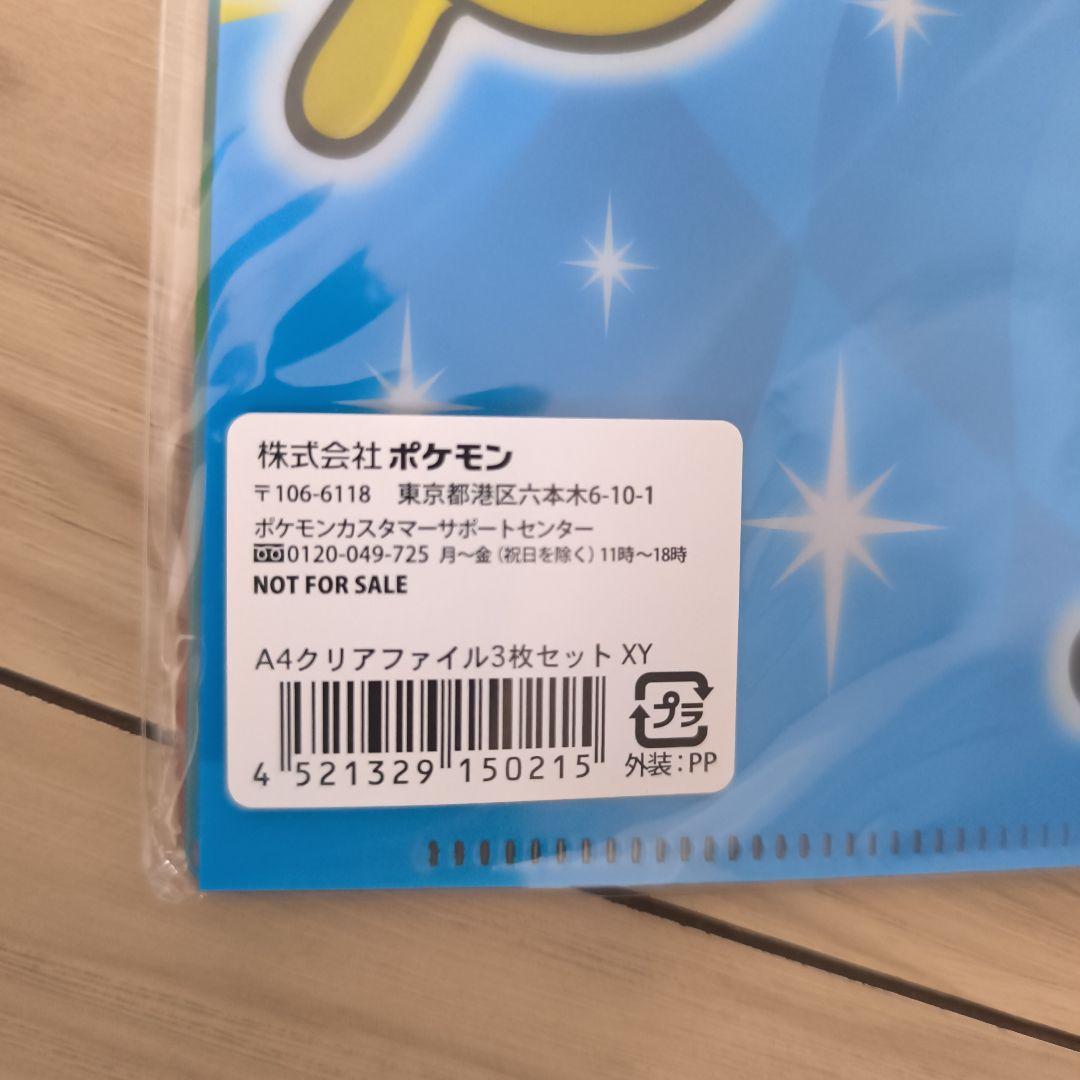 株式会社 ポケモン
〒106-6118 東京都港区六本木6-10-1
ポケモンカスタマーサポートセンター
0120-049-725 月〜金（祝日を除く）11時〜18時
NOT FOR SALE
A4クリアファイル3枚セット XY
4 521329 150215
プラ
外装：PP